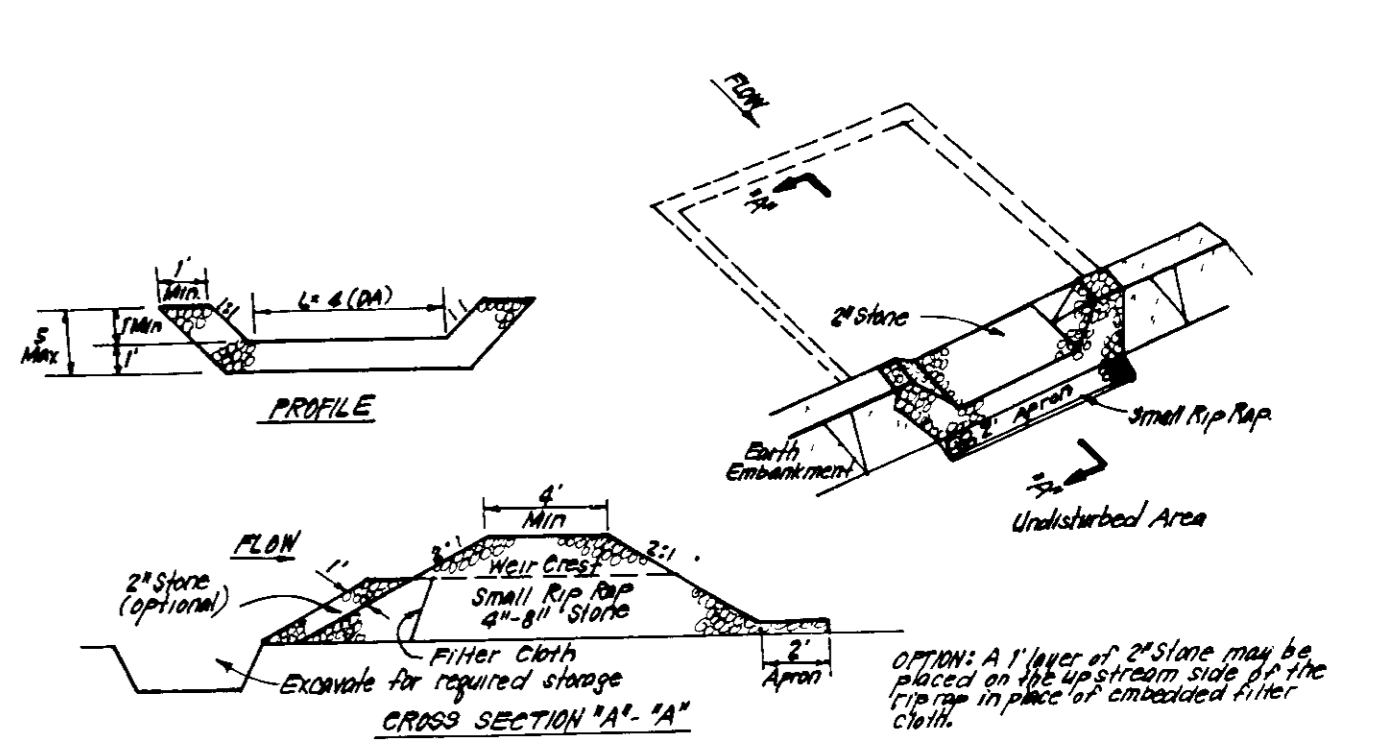 1'
Min.
1:1
L= 4 (DA)
1:1
5
Max
1'Min
1'
PROFILE
FLOW
"A"
2" Stone
2'
Apron
Small Rip Rap.
Earth
Embankment
"A"
Undisturbed Area
4'
Min
FLOW
1'
2:1
2:1
2" Stone
(optional)
Weir Crest
Small Rip Rap
4"-8" Stone
Filter Cloth
2'
Apron
Excavate for required storage
CROSS SECTION "A"-"A"
OPTION: A 1' layer of 2" Stone may be
placed on the upstream side of the
rip rap in place of embedded filter
cloth.